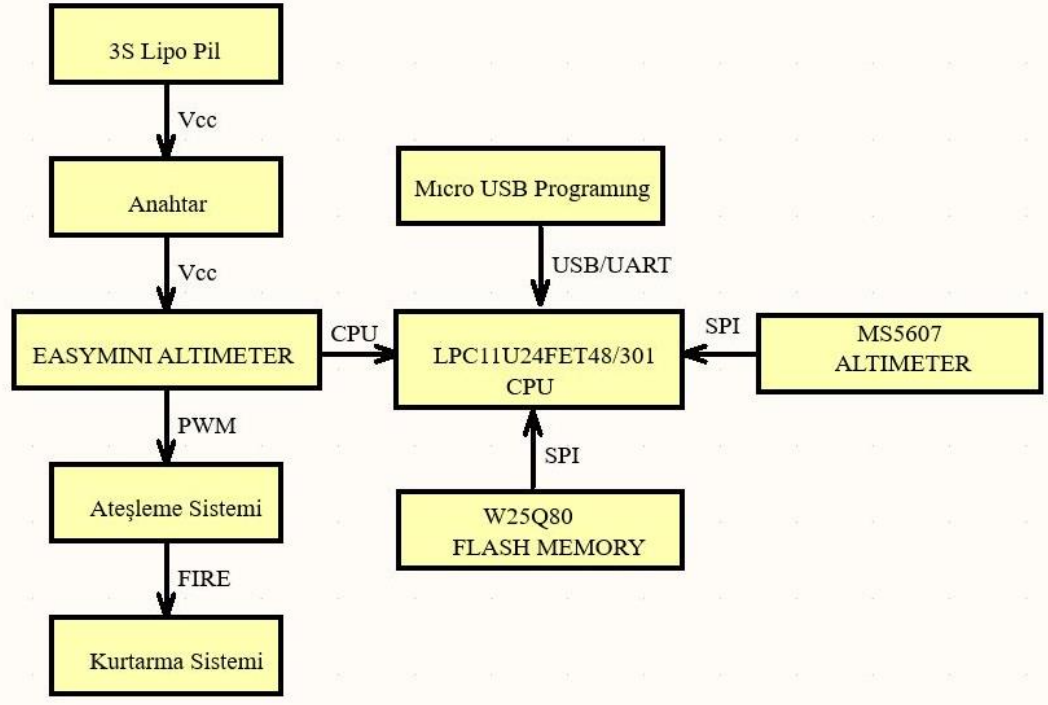 3S Lipo Pil
Vcc
Anahtar
Vcc
EASYMINI ALTIMETER
PWM
Ateşleme Sistemi
FIRE
Kurtarma Sistemi
Mıcro USB Programıng
USB/UART
CPU
LPC11U24FET48/301
CPU
SPI
MS5607
ALTIMETER
SPI
W25Q80
FLASH MEMORY